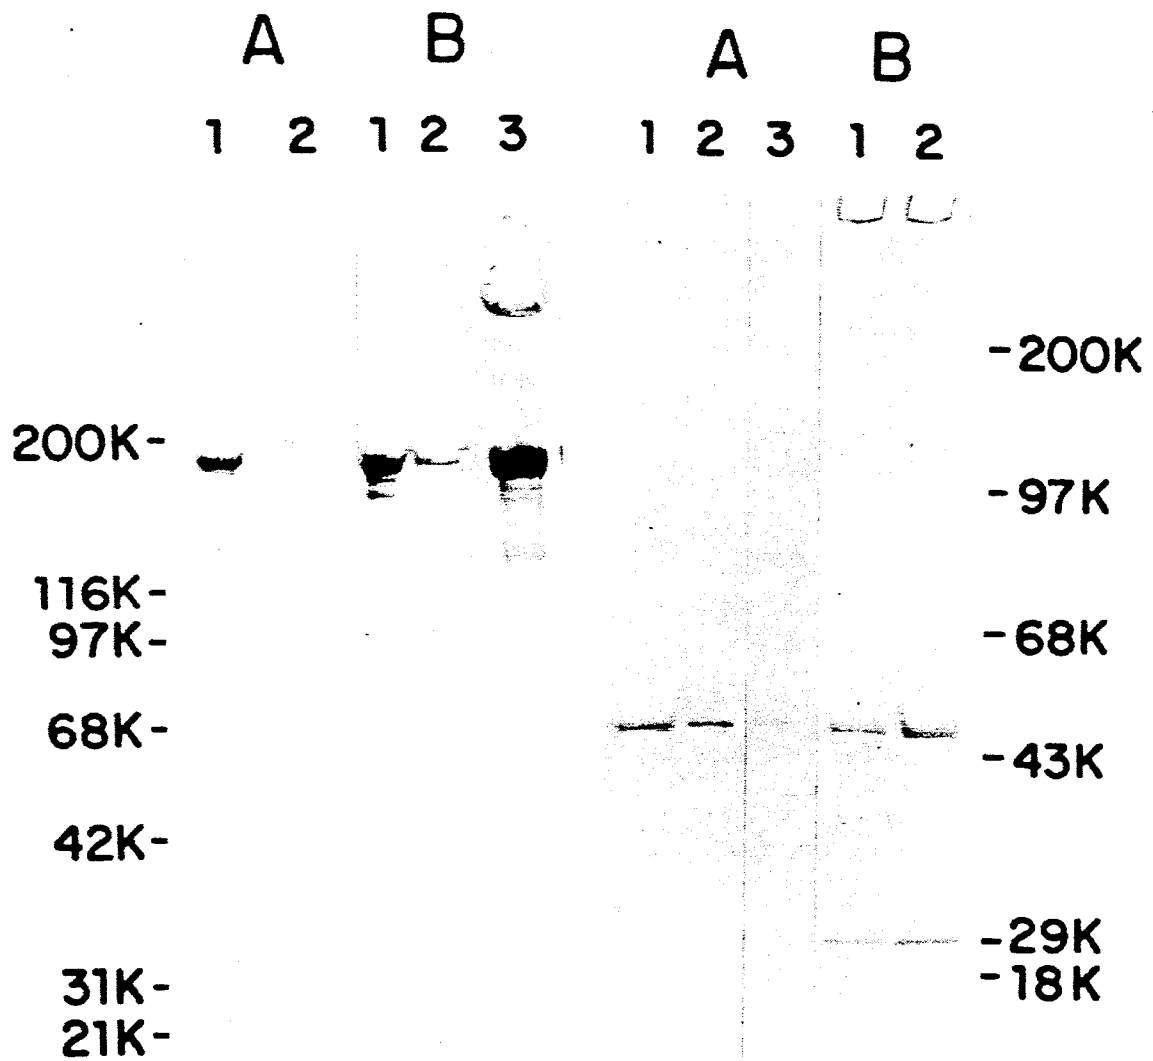 A B A B
1 2 1 2 3 1 2 3 1 2
-200K
200K-
-97K
116K-
97K-
-68K
68K-
-43K
42K-
-29K
-18K
31K-
21K-